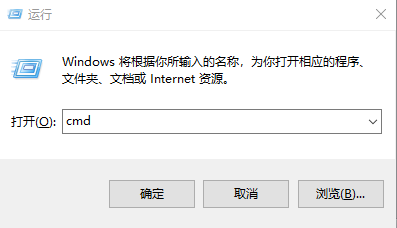 运行
Windows 将根据你所输入的名称，为你打开相应的程序、
文件夹、文档或 Internet 资源。
打开(O): cmd
确定 取消 浏览(B)...